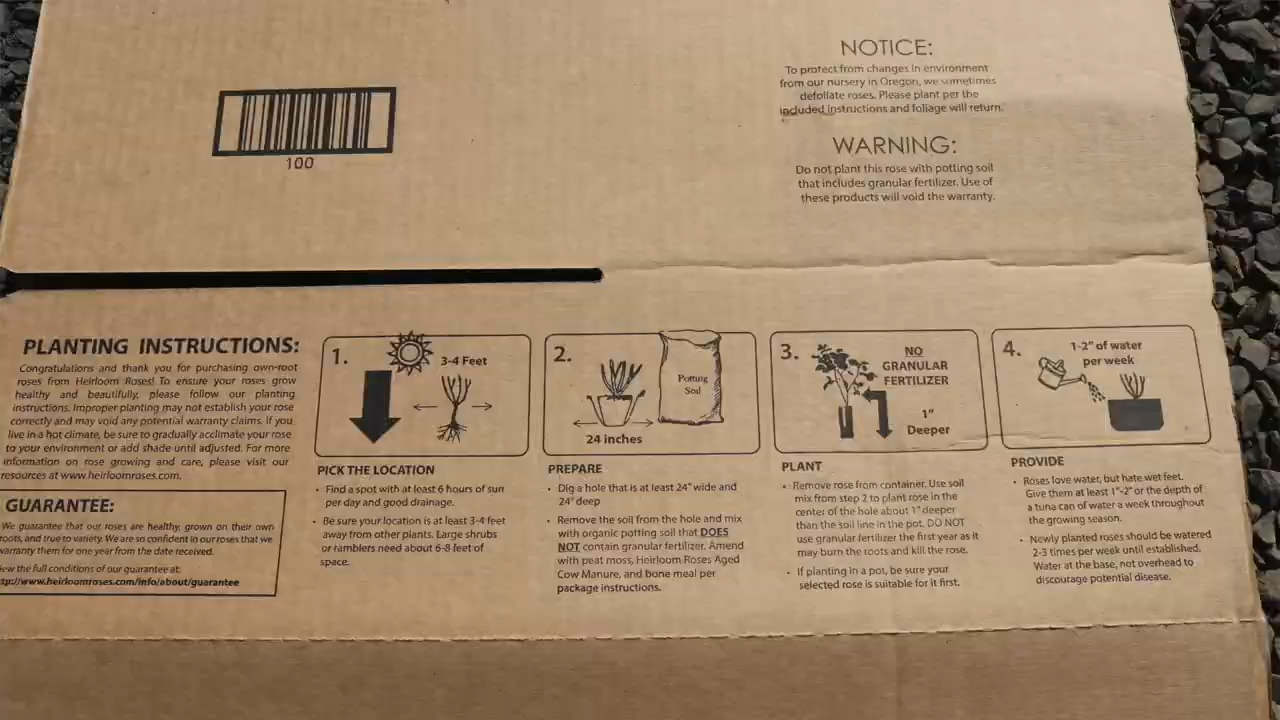 100
NOTICE:
To protect from changes in environment
from our nursery in Oregon, we sometimes
defoliate roses. Please plant per the
included instructions and foliage will return.
WARNING:
Do not plant this rose with potting soil
that includes granular fertilizer. Use of
these products will void the warranty.
PLANTING INSTRUCTIONS:
Congratulations and thank you for purchasing own-root
roses from Heirloom Roses! To ensure your roses grow
healthy and beautifully, please follow our planting
instructions. Improper planting may not establish your rose
correctly and may void any potential warranty claims. If you
live in a hot climate, be sure to gradually acclimate your rose
to your environment or add shade until adjusted. For more
information on rose growing and care, please visit our
resources at www.heirloomroses.com.
GUARANTEE:
We guarantee that our roses are healthy, grown on their own
roots, and true to variety. We are so confident in our roses that we
warranty them for one year from the date received.
iew the full conditions of our guarantee at:
tp://www.heirloomroses.com/info/about/guarantee
1.
3-4 Feet
PICK THE LOCATION
• Find a spot with at least 6 hours of sun
per day and good drainage.
• Be sure your location is at least 3-4 feet
away from other plants. Large shrubs
or ramblers need about 6-8 feet of
space.
2.
Potting
Soil
24 inches
PREPARE
• Dig a hole that is at least 24" wide and
24" deep
• Remove the soil from the hole and mix
with organic potting soil that DOES
NOT contain granular fertilizer. Amend
with peat moss, Heirloom Roses Aged
Cow Manure, and bone meal per
package instructions.
3.
NO
GRANULAR
FERTILIZER
1"
Deeper
PLANT
• Remove rose from container. Use soil
mix from step 2 to plant rose in the
center of the hole about 1" deeper
than the soil line in the pot. DO NOT
use granular fertilizer the first year as it
may burn the roots and kill the rose.
• If planting in a pot, be sure your
selected rose is suitable for it first.
4.
1-2" of water
per week
PROVIDE
• Roses love water, but hate wet feet.
Give them at least 1"-2" or the depth of
a tuna can of water a week throughout
the growing season.
• Newly planted roses should be watered
2-3 times per week until established.
Water at the base, not overhead to
discourage potential disease.